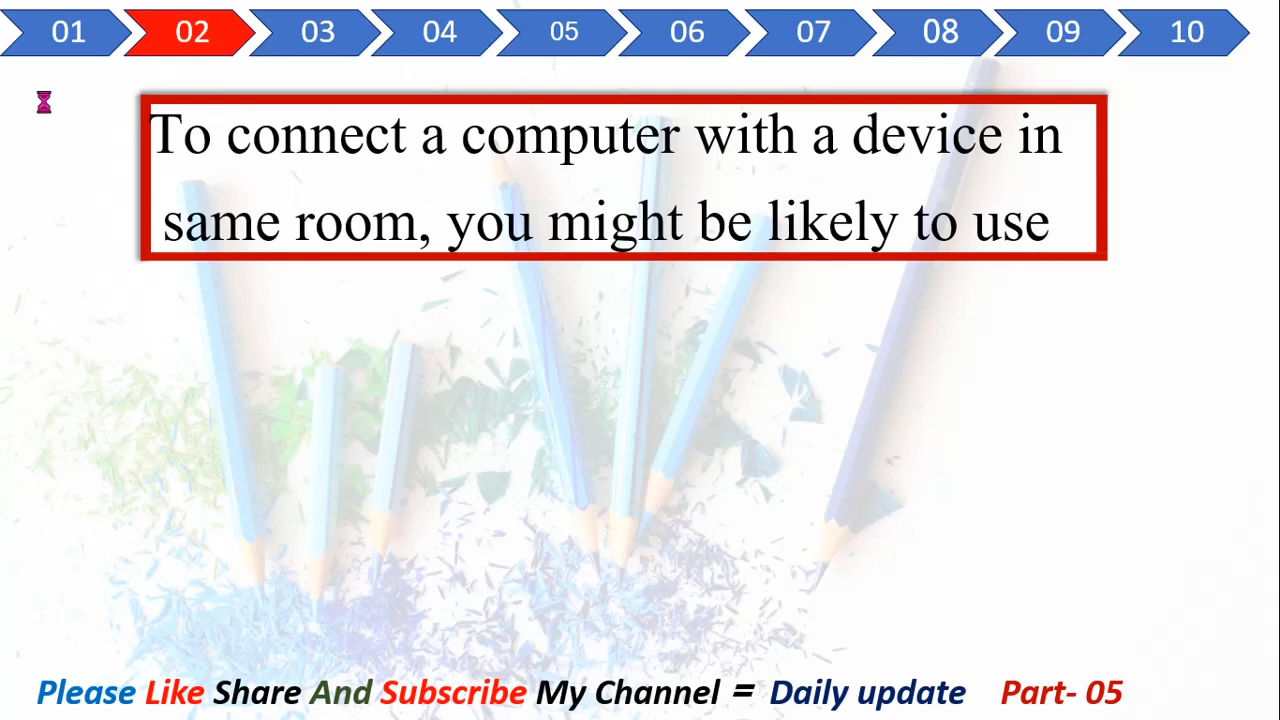 01 02 03 04 05 06 07 08 09 10
To connect a computer with a device in
same room, you might be likely to use
Please Like Share And Subscribe My Channel = Daily update Part- 05